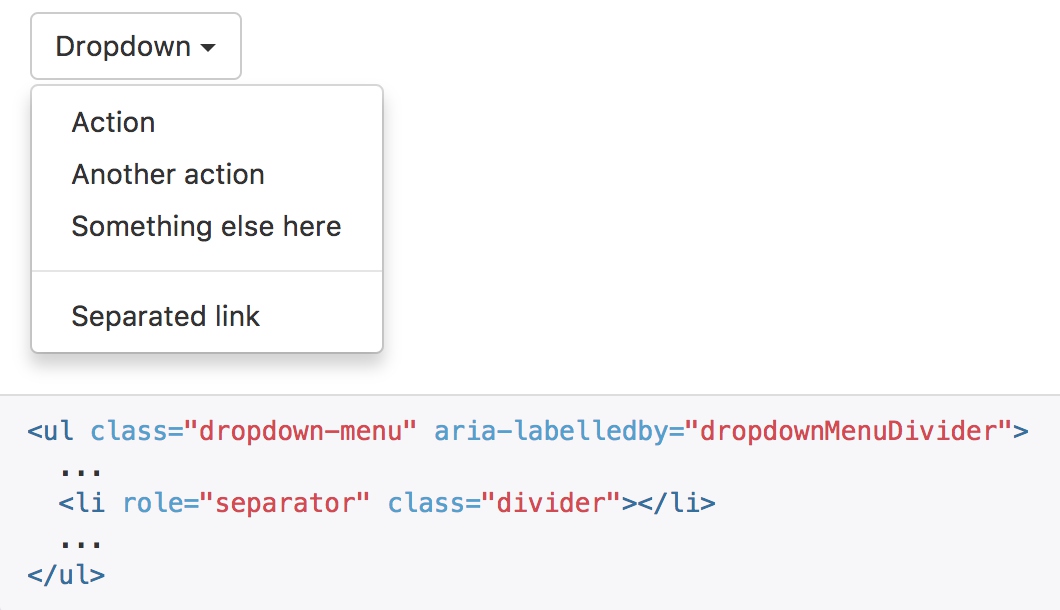 Dropdown
Action
Another action
Something else here
Separated link
<ul class="dropdown-menu" aria-labelledby="dropdownMenuDivider">
  ...
  <li role="separator" class="divider"></li>
  ...
</ul>